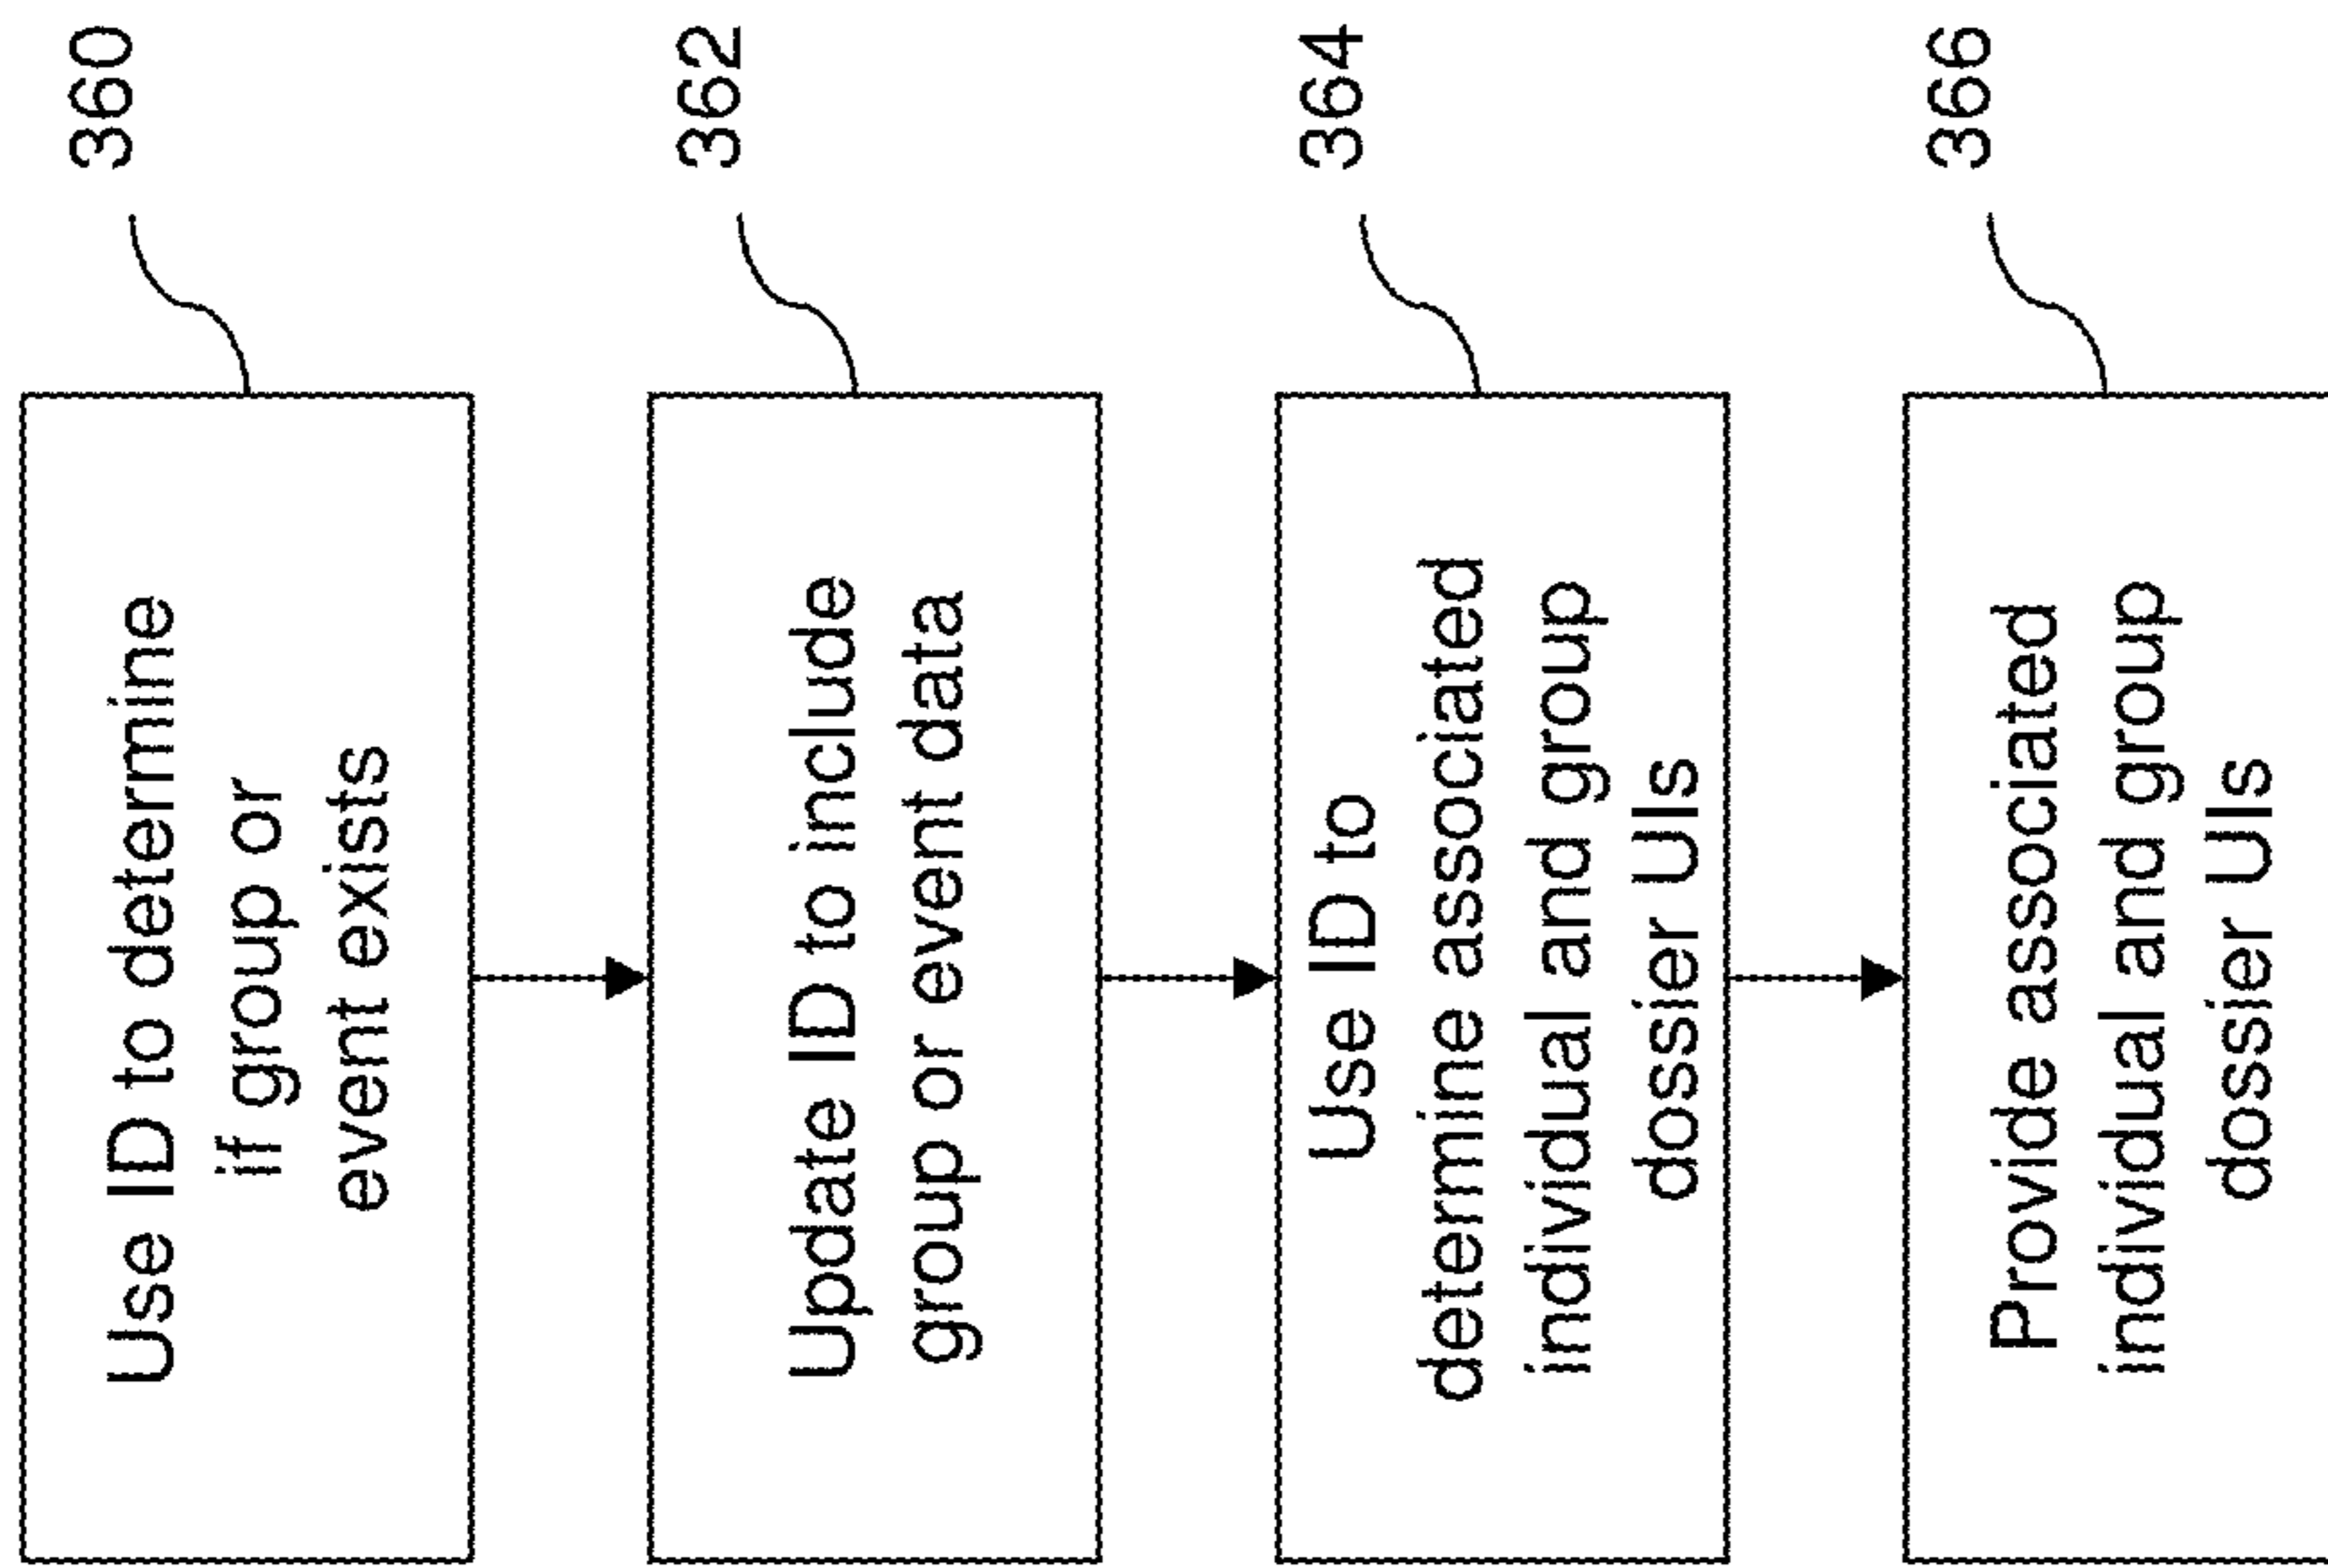 Use ID to determine
if group or
event exists
360
Update ID to include
group or event data
362
Use ID to
determine associated
individual and group
dossier UIs
364
Provide associated
individual and group
dossier UIs
366